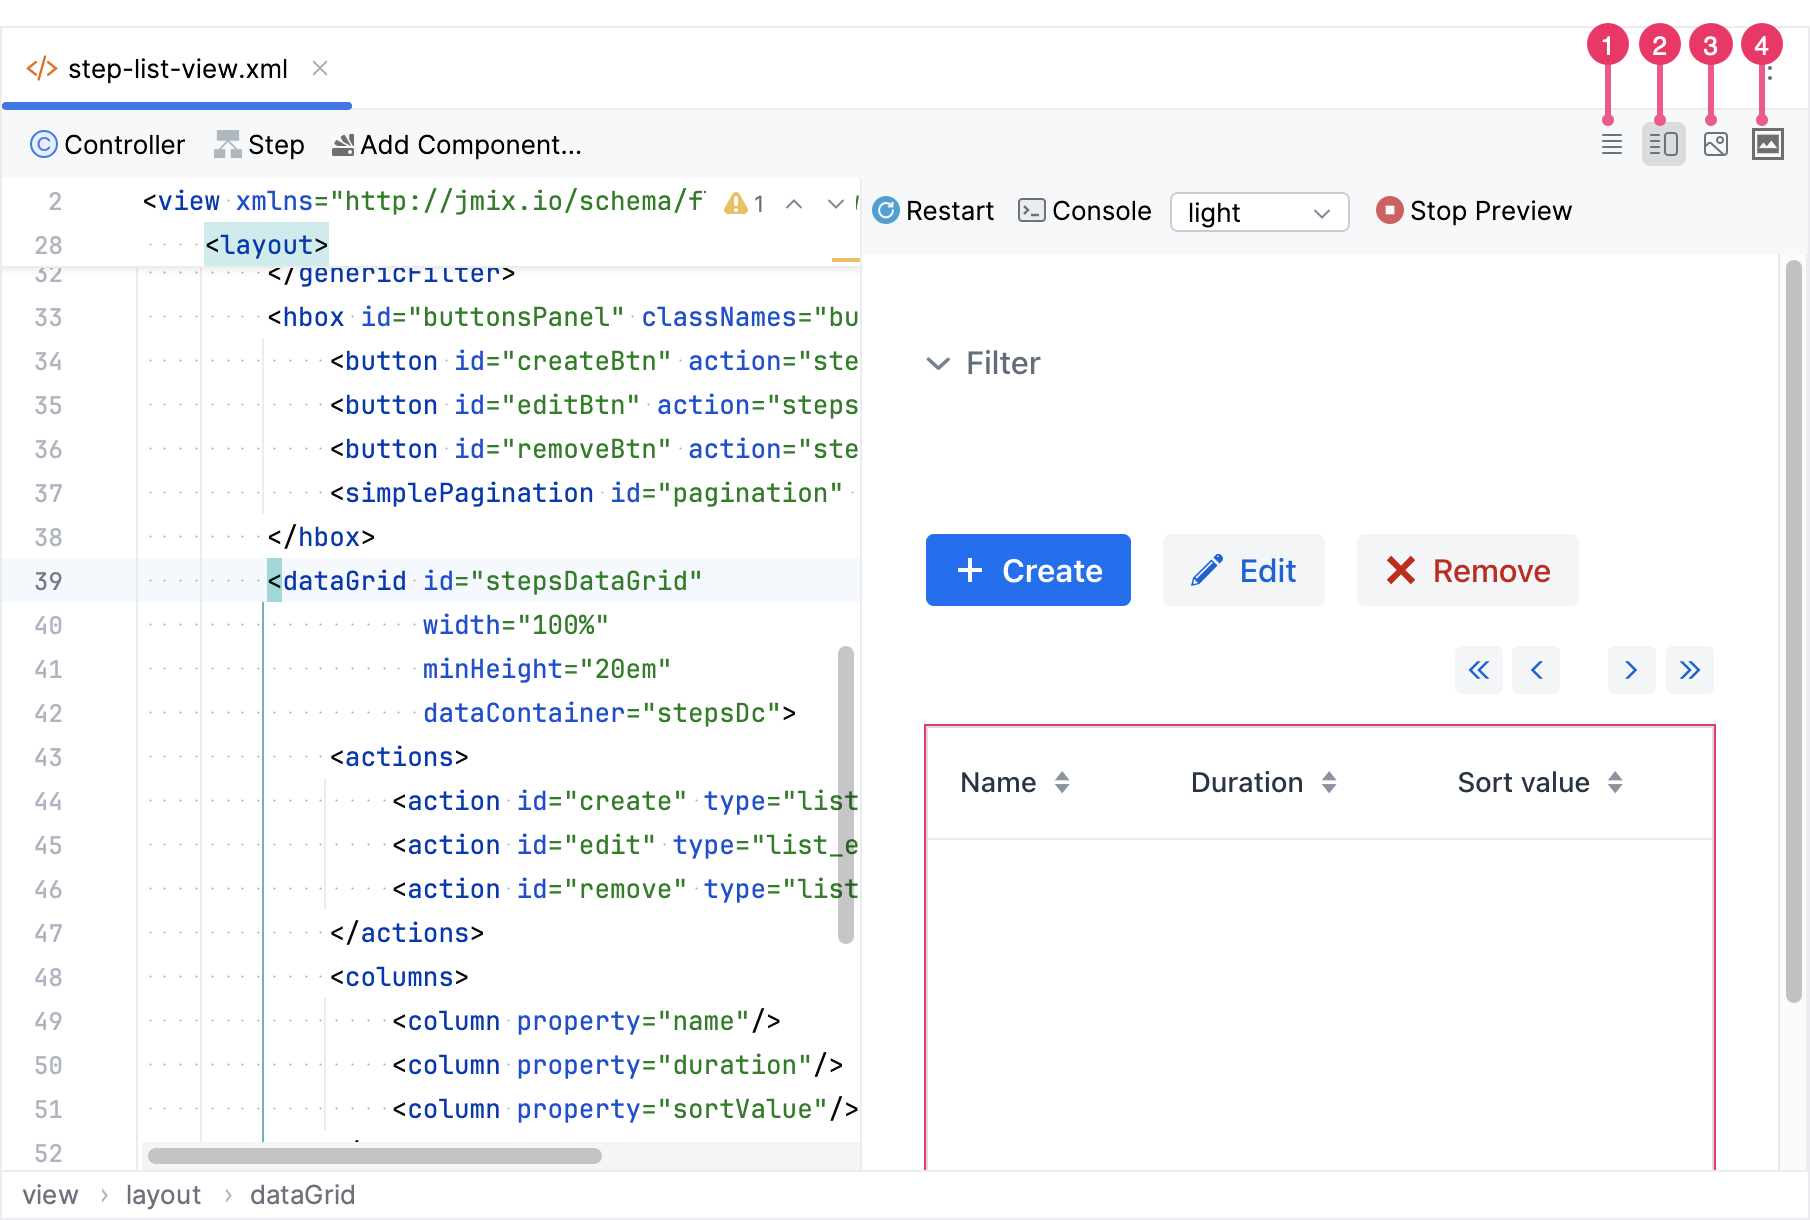 1 2 3 4
step-list-view.xml
Controller Step Add Component...
2 <view xmlns="http://jmix.io/schema/f 1
28 <layout>
32 </genericFilter>
33 <hbox id="buttonsPanel" classNames="bu
34 <button id="createBtn" action="ste
35 <button id="editBtn" action="steps
36 <button id="removeBtn" action="ste
37 <simplePagination id="pagination"
38 </hbox>
39 <dataGrid id="stepsDataGrid"
40 width="100%"
41 minHeight="20em"
42 dataContainer="stepsDc">
43 <actions>
44 <action id="create" type="list
45 <action id="edit" type="list_e
46 <action id="remove" type="list
47 </actions>
48 <columns>
49 <column property="name"/>
50 <column property="duration"/>
51 <column property="sortValue"/>
52
Restart Console light Stop Preview
Filter
Create Edit Remove
Name Duration Sort value
view › layout › dataGrid